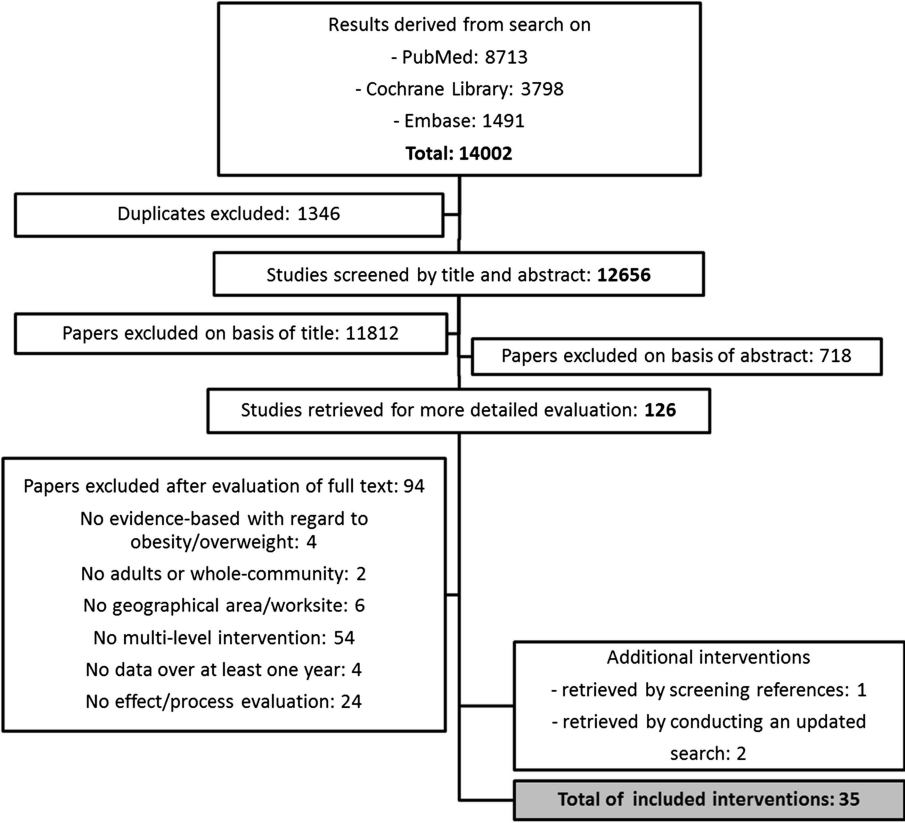 Results derived from search on
- PubMed: 8713
- Cochrane Library: 3798
- Embase: 1491
Total: 14002
Duplicates excluded: 1346
Studies screened by title and abstract: 12656
Papers excluded on basis of title: 11812
Papers excluded on basis of abstract: 718
Studies retrieved for more detailed evaluation: 126
Papers excluded after evaluation of full text: 94
No evidence-based with regard to
obesity/overweight: 4
No adults or whole-community: 2
No geographical area/worksite: 6
No multi-level intervention: 54
No data over at least one year: 4
No effect/process evaluation: 24
Additional interventions
- retrieved by screening references: 1
- retrieved by conducting an updated
search: 2
Total of included interventions: 35